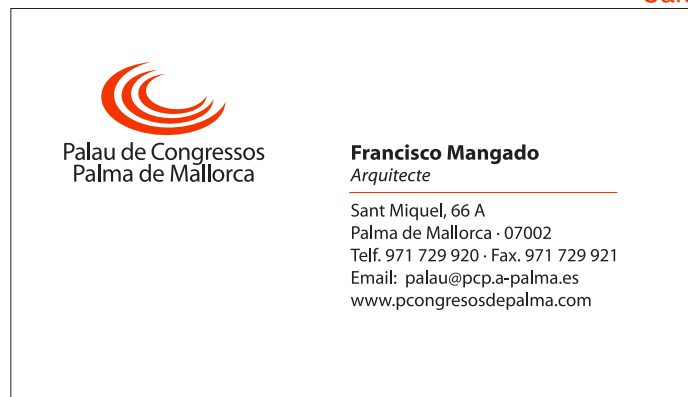 Palau de Congressos
Palma de Mallorca
Francisco Mangado
Arquitecte
Sant Miquel, 66 A
Palma de Mallorca · 07002
Telf. 971 729 920 · Fax. 971 729 921
Email:  palau@pcp.a-palma.es
www.pcongresosdepalma.com